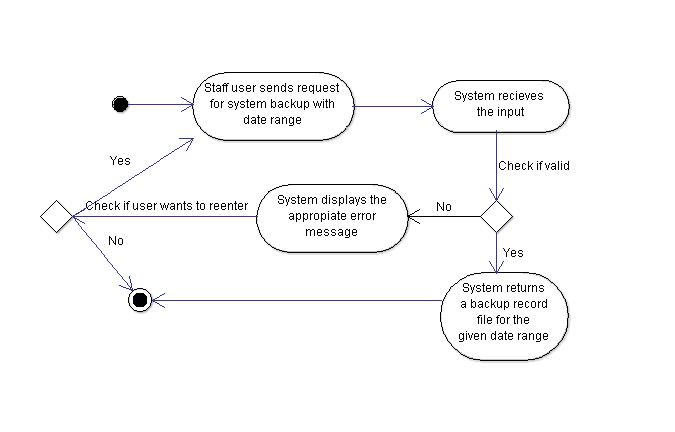 Staff user sends request
for system backup with
date range
System recieves
the input
Yes
Check if valid
Check if user wants to reenter
System displays the
appropiate error
message
No
No
Yes
System returns
a backup record
file for the
given date range